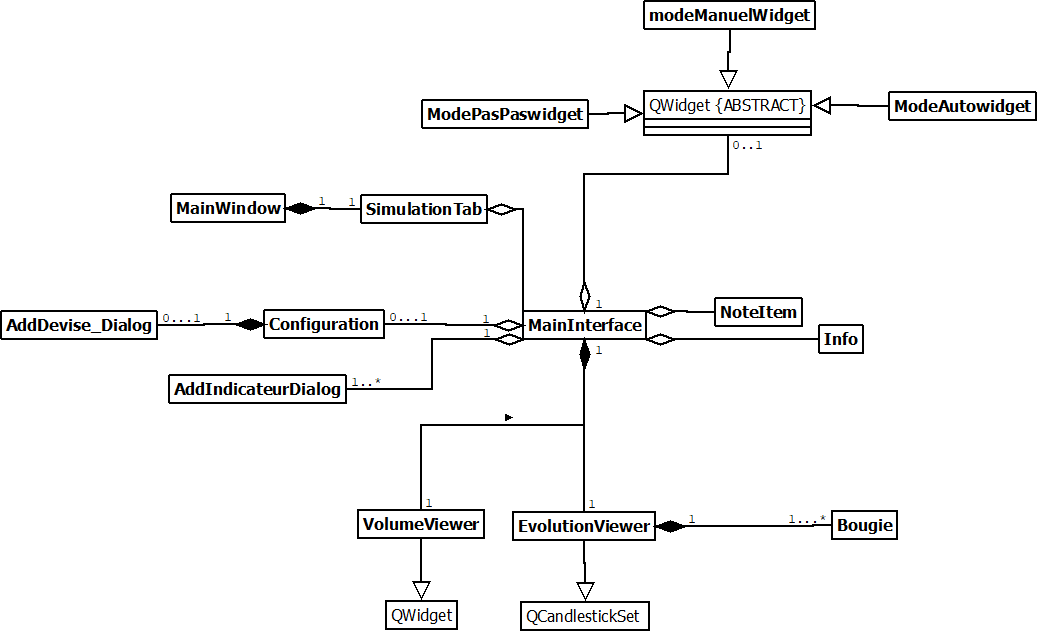 modeManuelWidget
QWidget {ABSTRACT}
ModePasPaswidget
ModeAutowidget
0..1
MainWindow
1
1
SimulationTab
1
NoteItem
AddDevise_Dialog
0...1
1
Configuration
0...1
1
MainInterface
1
Info
1
AddIndicateurDialog
1..*
1
1
VolumeViewer
EvolutionViewer
1
1...*
Bougie
QWidget
QCandlestickSet